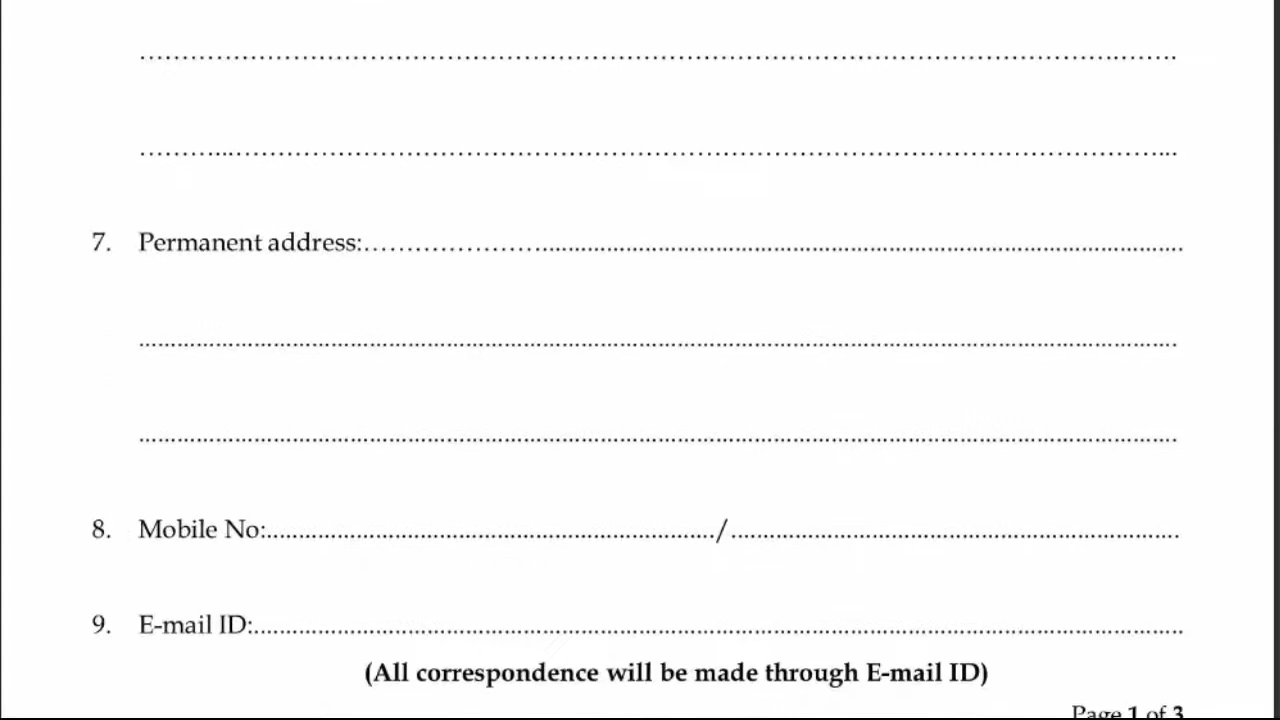 ........................................................................................................................
........................................................................................................................
7. Permanent address:........................................................................................................
........................................................................................................................
........................................................................................................................
8. Mobile No:..................................................../....................................................
9. E-mail ID:................................................................................................................
(All correspondence will be made through E-mail ID)
Page 1 of 3